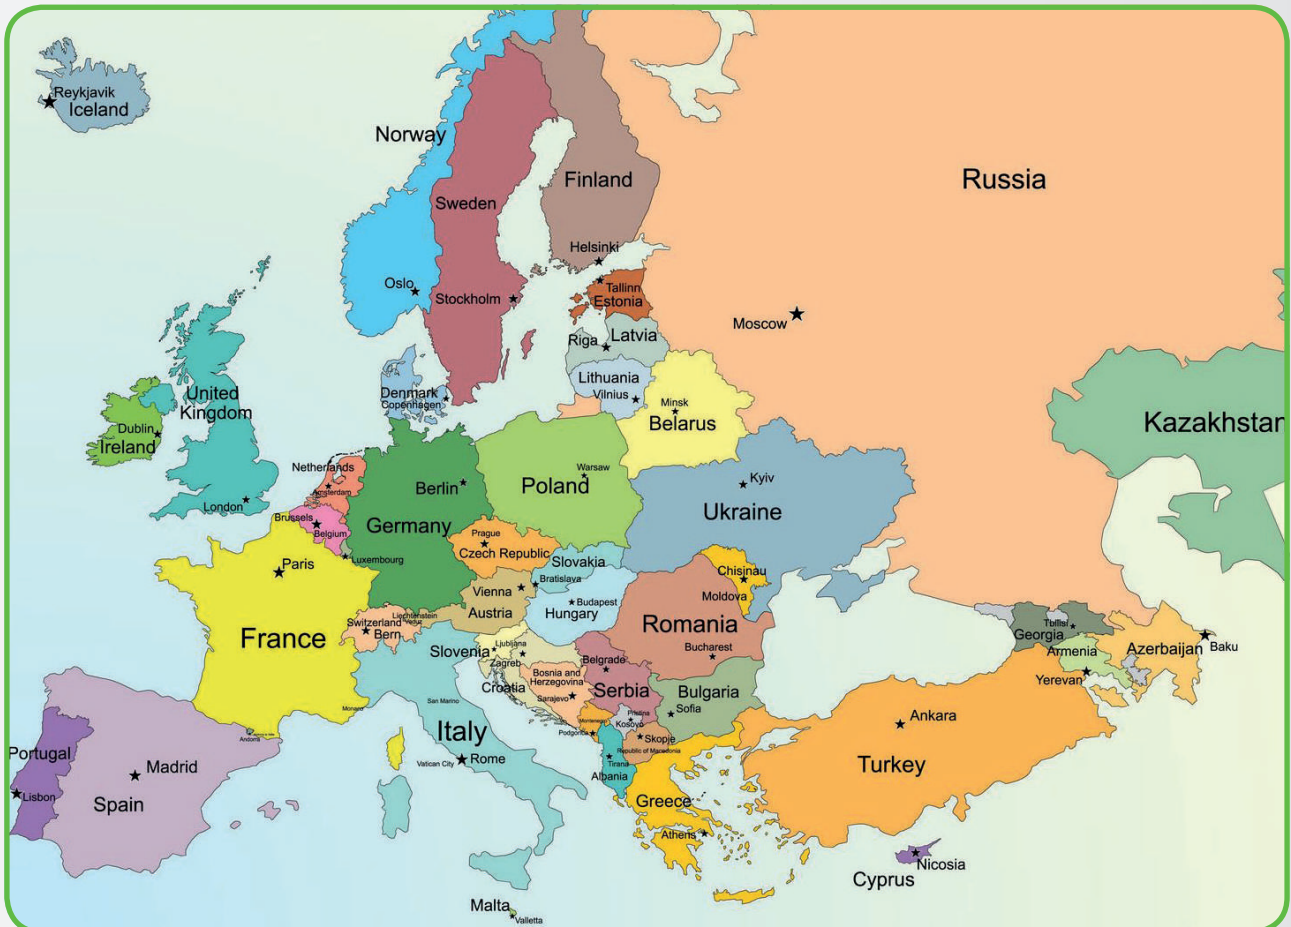 Reykjavik
Iceland
Norway
Sweden
Finland
Russia
Helsinki
Oslo
Stockholm
Tallinn
Estonia
Moscow
Riga
Latvia
Lithuania
Vilnius
Denmark
Copenhagen
Minsk
Belarus
United
Kingdom
Dublin
Ireland
London
Kazakhstan
Netherlands
Amsterdam
Berlin
Germany
Warsaw
Poland
Kyiv
Ukraine
Brussels
Belgium
Luxembourg
Prague
Czech Republic
Slovakia
Bratislava
Paris
France
Vienna
Austria
Budapest
Hungary
Chisinau
Moldova
Switzerland
Bern
Liechtenstein
Romania
Bucharest
Slovenia
Ljubljana
Zagreb
Croatia
Bosnia and
Herzegovina
Sarajevo
Belgrade
Serbia
Bulgaria
Sofia
Tbilisi
Georgia
Armenia
Yerevan
Azerbaijan
Baku
San Marino
Andorra
Italy
Vatican City
Rome
Montenegro
Podgorica
Pristina
Kosovo
Skopje
Republic of Macedonia
Tirana
Albania
Portugal
Lisbon
Madrid
Spain
Ankara
Turkey
Greece
Athens
Nicosia
Cyprus
Malta
Valletta